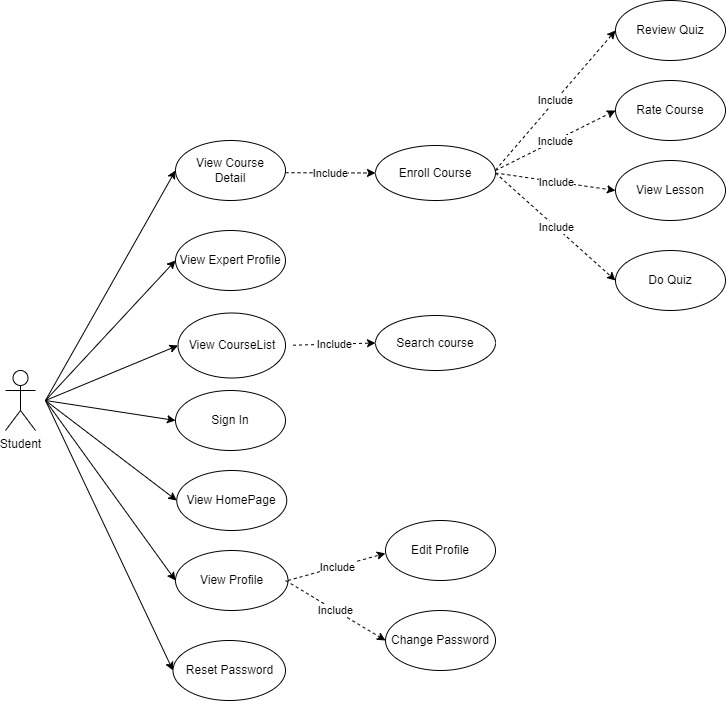 Review Quiz
Include
Rate Course
Include
View Course
Detail
Include
Enroll Course
Include
View Lesson
Include
Do Quiz
View Expert Profile
View CourseList
Include
Search course
Student
Sign In
View HomePage
View Profile
Include
Edit Profile
Include
Change Password
Reset Password